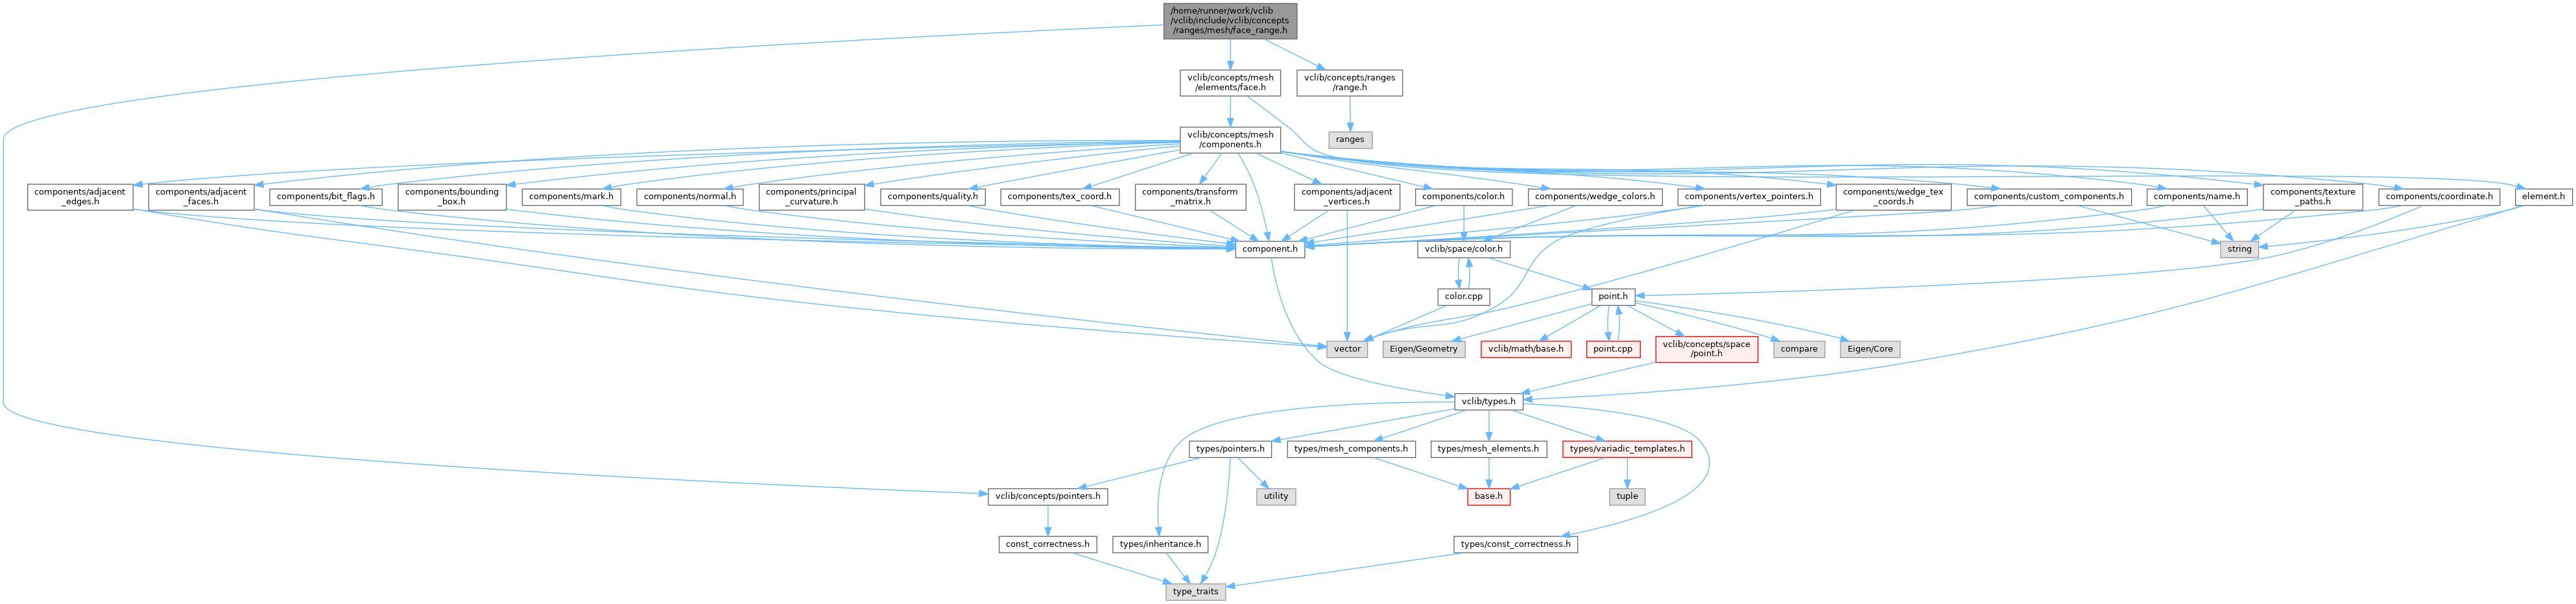 /home/runner/work/vclib
/vclib/include/vclib/concepts
/ranges/mesh/face_range.h
vclib/concepts/mesh
/elements/face.h
vclib/concepts/ranges
/range.h
vclib/concepts/mesh
/components.h
ranges
components/adjacent
_edges.h
components/adjacent
_faces.h
components/bit_flags.h
components/bounding
_box.h
components/mark.h
components/normal.h
components/principal
_curvature.h
components/quality.h
components/tex_coord.h
components/transform
_matrix.h
components/adjacent
_vertices.h
components/color.h
components/wedge_colors.h
components/vertex_pointers.h
components/wedge_tex
_coords.h
components/custom_components.h
components/name.h
components/texture
_paths.h
components/coordinate.h
element.h
component.h
vclib/space/color.h
string
color.cpp
point.h
vector
Eigen/Geometry
vclib/math/base.h
point.cpp
vclib/concepts/space
/point.h
compare
Eigen/Core
vclib/types.h
types/pointers.h
types/mesh_components.h
types/mesh_elements.h
types/variadic_templates.h
vclib/concepts/pointers.h
utility
base.h
tuple
const_correctness.h
types/inheritance.h
types/const_correctness.h
type_traits